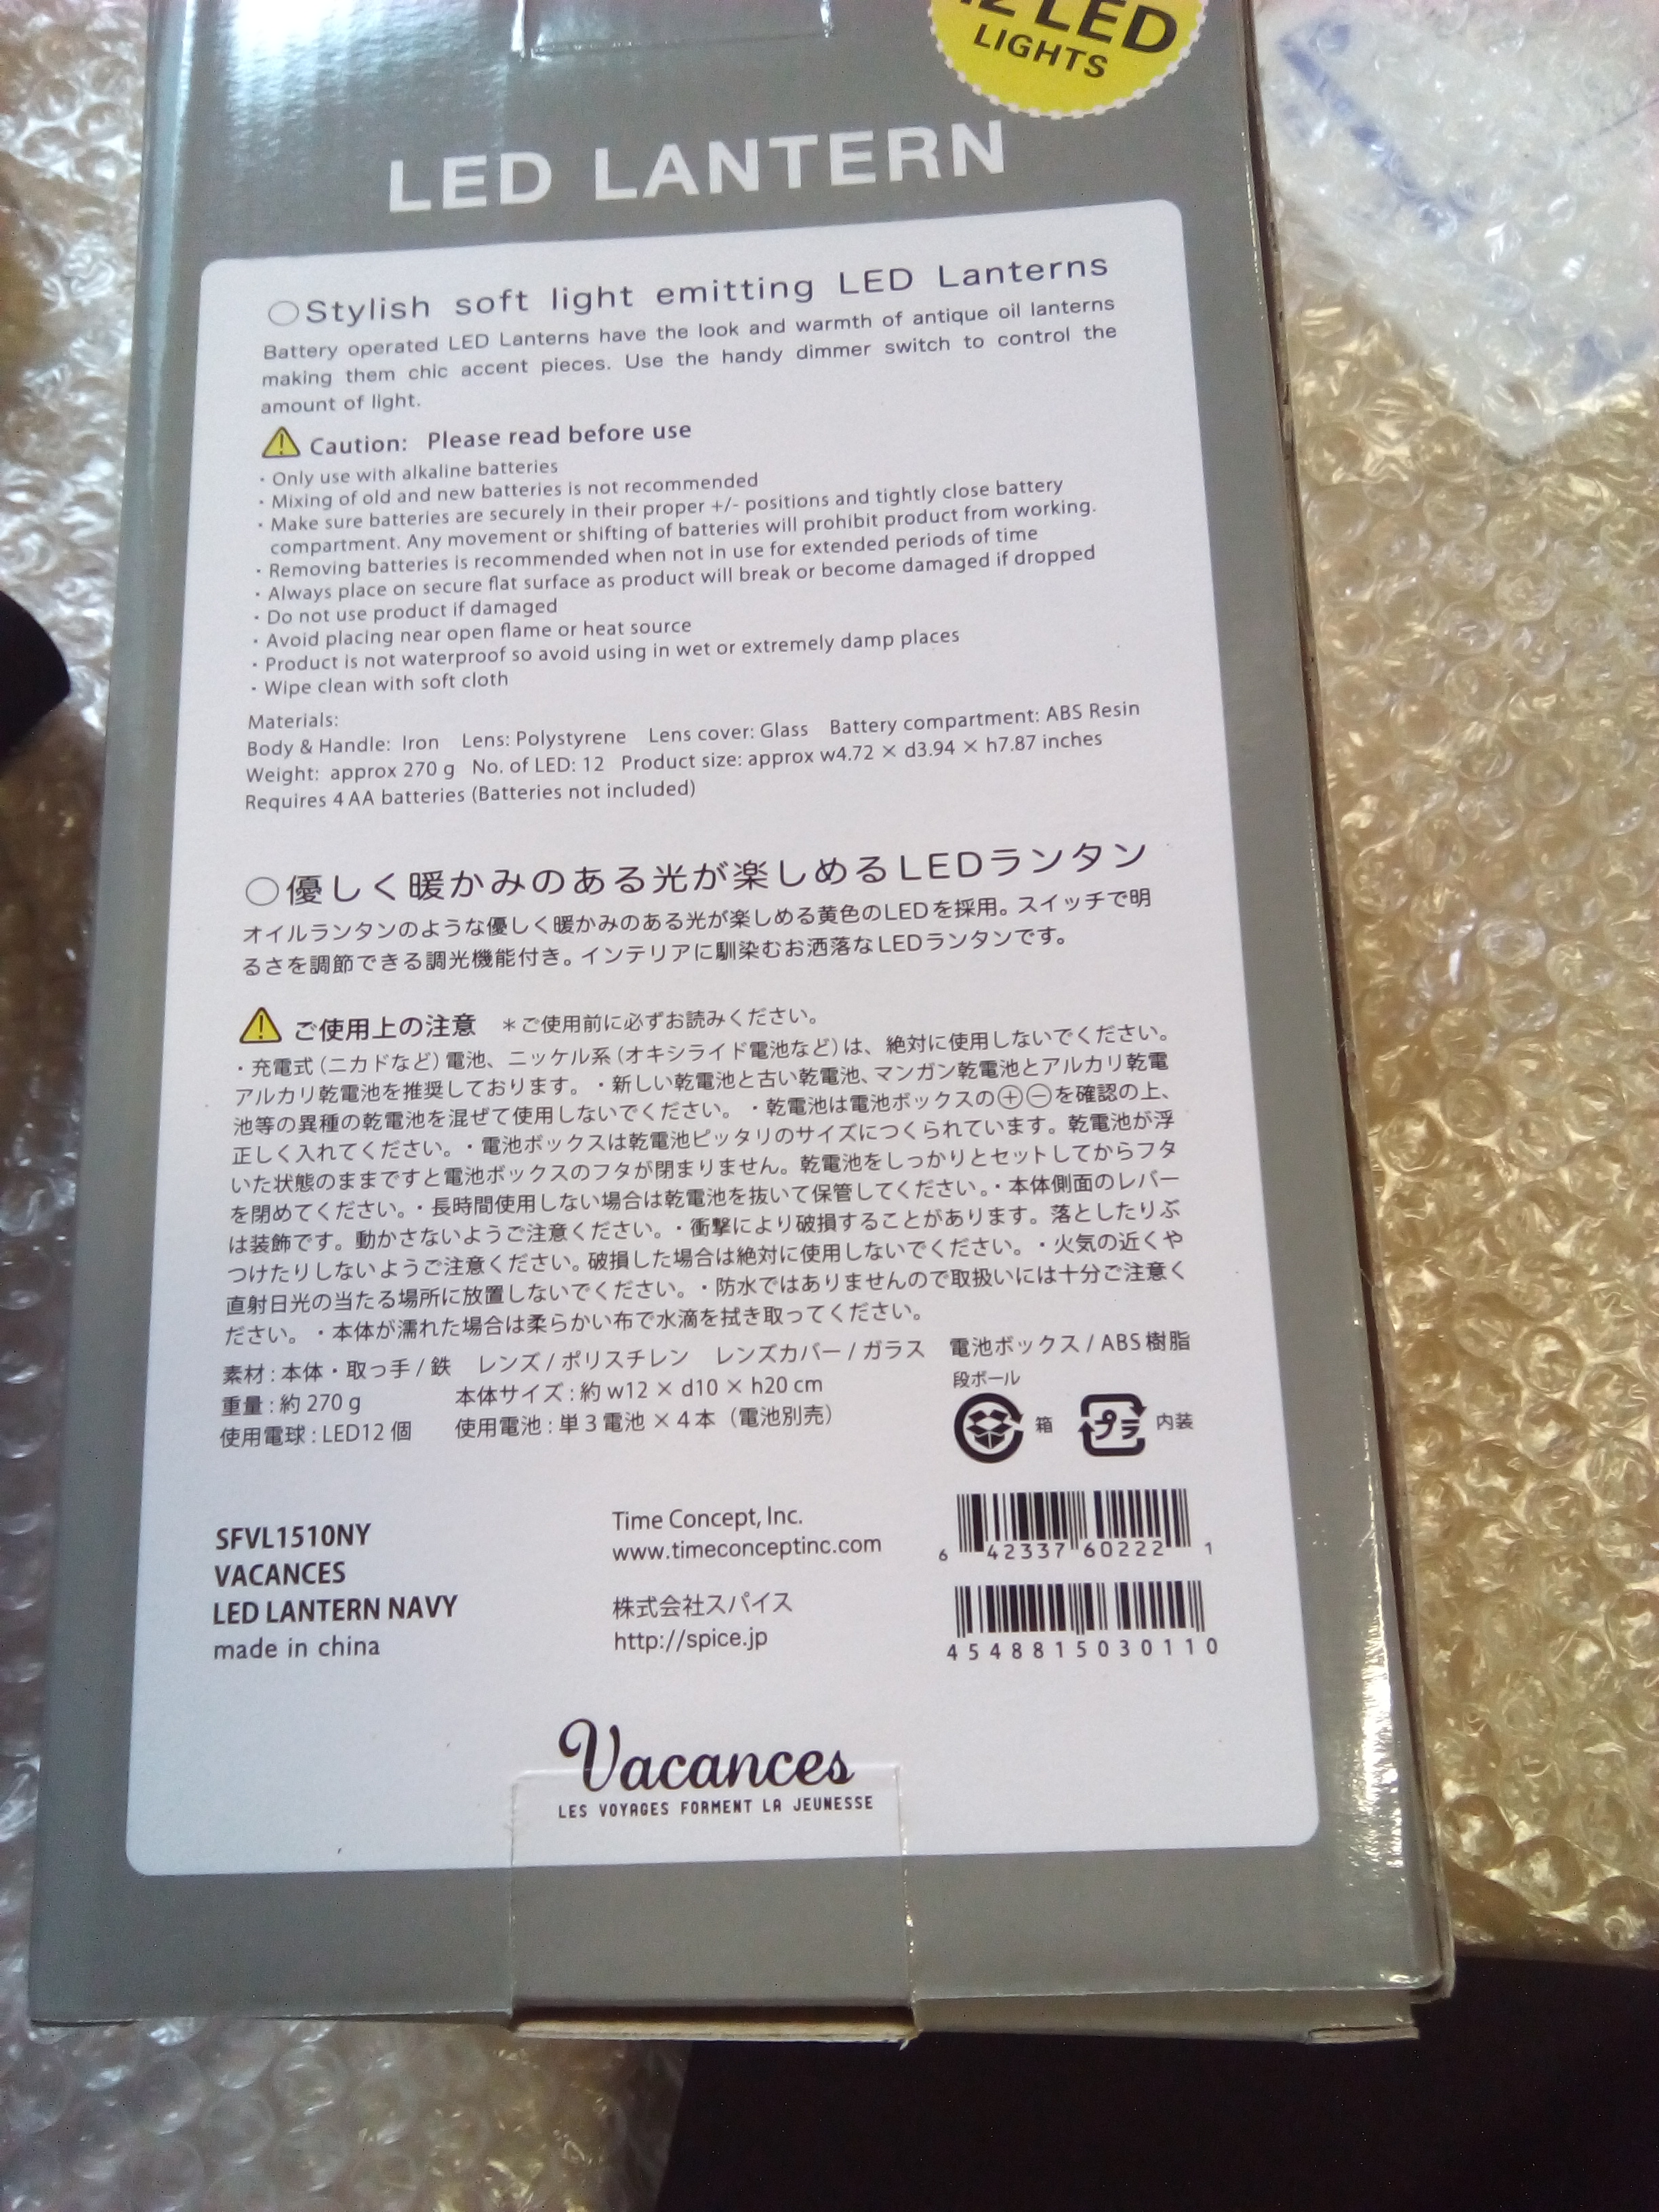 LED
LIGHTS
LED LANTERN
○Stylish soft light emitting LED Lanterns
Battery operated LED Lanterns have the look and warmth of antique oil lanterns
making them chic accent pieces. Use the handy dimmer switch to control the
amount of light.
Caution: Please read before use
・Only use with alkaline batteries
・Mixing of old and new batteries is not recommended
・Make sure batteries are securely in their proper +/- positions and tightly close battery
compartment. Any movement or shifting of batteries will prohibit product from working.
・Removing batteries is recommended when not in use for extended periods of time
・Always place on secure flat surface as product will break or become damaged if dropped
・Do not use product if damaged
・Avoid placing near open flame or heat source
・Product is not waterproof so avoid using in wet or extremely damp places
・Wipe clean with soft cloth
Materials:
Body & Handle: Iron Lens: Polystyrene Lens cover: Glass Battery compartment: ABS Resin
Weight: approx 270 g No. of LED: 12 Product size: approx w4.72 × d3.94 × h7.87 inches
Requires 4 AA batteries (Batteries not included)
○優しく暖かみのある光が楽しめるLEDランタン
オイルランタンのような優しく暖かみのある光が楽しめる黄色のLEDを採用。スイッチで明
るさを調節できる調光機能付き。インテリアに馴染むお洒落なLEDランタンです。
ご使用上の注意 ＊ご使用前に必ずお読みください。
・充電式（ニカドなど）電池、ニッケル系（オキシライド電池など）は、絶対に使用しないでください。
アルカリ乾電池を推奨しております。・新しい乾電池と古い乾電池、マンガン乾電池とアルカリ乾電
池等の異種の乾電池を混ぜて使用しないでください。・乾電池は電池ボックスの⊕⊖を確認の上、
正しく入れてください。・電池ボックスは乾電池ピッタリのサイズにつくられています。乾電池が浮
いた状態のままですと電池ボックスのフタが閉まりません。乾電池をしっかりとセットしてからフタ
を閉めてください。・長時間使用しない場合は乾電池を抜いて保管してください。・本体側面のレバー
は装飾です。動かさないようご注意ください。・衝撃により破損することがあります。落としたりぶ
つけたりしないようご注意ください。破損した場合は絶対に使用しないでください。・火気の近くや
直射日光の当たる場所に放置しないでください。・防水ではありませんので取扱いには十分ご注意く
ださい。・本体が濡れた場合は柔らかい布で水滴を拭き取ってください。
素材：本体・取っ手 / 鉄 レンズ / ポリスチレン レンズカバー / ガラス 電池ボックス / ABS樹脂
重量：約 270 g 本体サイズ：約 w12 × d10 × h20 cm
使用電球：LED12 個 使用電池：単３電池 × ４本（電池別売）
段ボール
箱 プラ 内装
SFVL1510NY
VACANCES
LED LANTERN NAVY
made in china
Time Concept, Inc.
www.timeconceptinc.com
株式会社スパイス
http://spice.jp
6 42337 60222 1
4548815030110
Vacances
LES VOYAGES FORMENT LA JEUNESSE